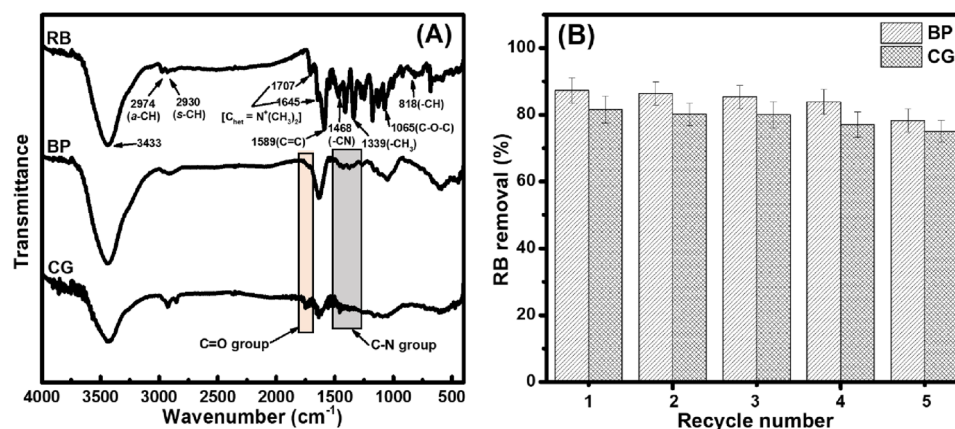 RB
(A)
2974
(a-CH)
2930
(s-CH)
1707
1645
[Chet = N+(CH3)2]
818(-CH)
3433
1589(C=C)
1468
(-CN)
1339(-CH3)
1065(C-O-C)
BP
CG
C=O group
C-N group
Transmittance
4000 3500 3000 2500 2000 1500 1000 500
Wavenumber (cm-1)
(B)
BP
CG
100
80
60
40
20
0
RB removal (%)
1 2 3 4 5
Recycle number